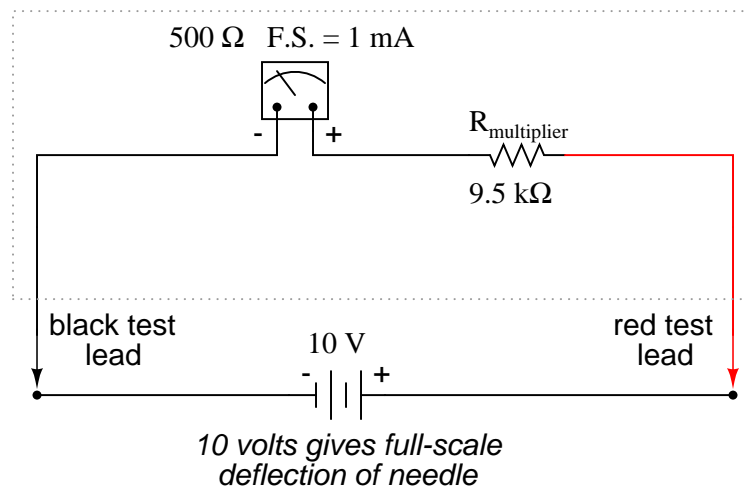 500 Ω F.S. = 1 mA
- +
Rmultiplier
9.5 kΩ
black test
lead
10 V
- +
red test
lead
10 volts gives full-scale
deflection of needle